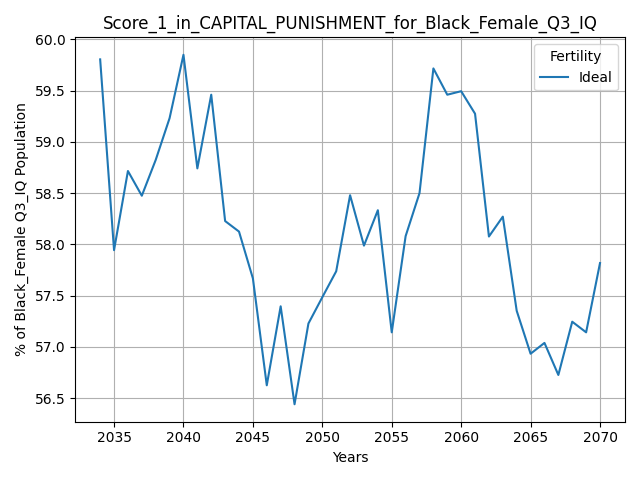 Score_1_in_CAPITAL_PUNISHMENT_for_Black_Female_Q3_IQ
Fertility
Ideal
% of Black_Female Q3_IQ Population
60.0
59.5
59.0
58.5
58.0
57.5
57.0
56.5
2035 2040 2045 2050 2055 2060 2065 2070
Years